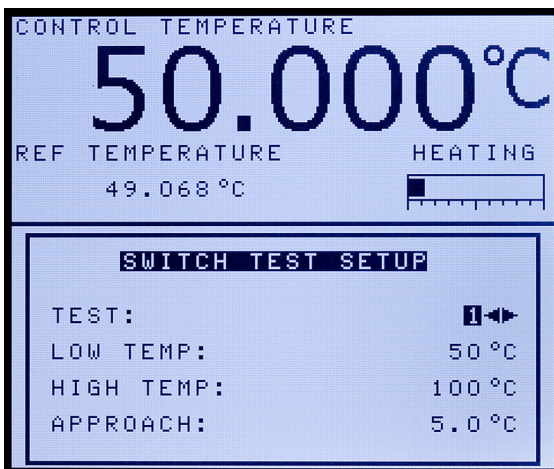 CONTROL TEMPERATURE
50.000°C
REF TEMPERATURE HEATING
49.068°C
SWITCH TEST SETUP
TEST: 1
LOW TEMP: 50°C
HIGH TEMP: 100°C
APPROACH: 5.0°C